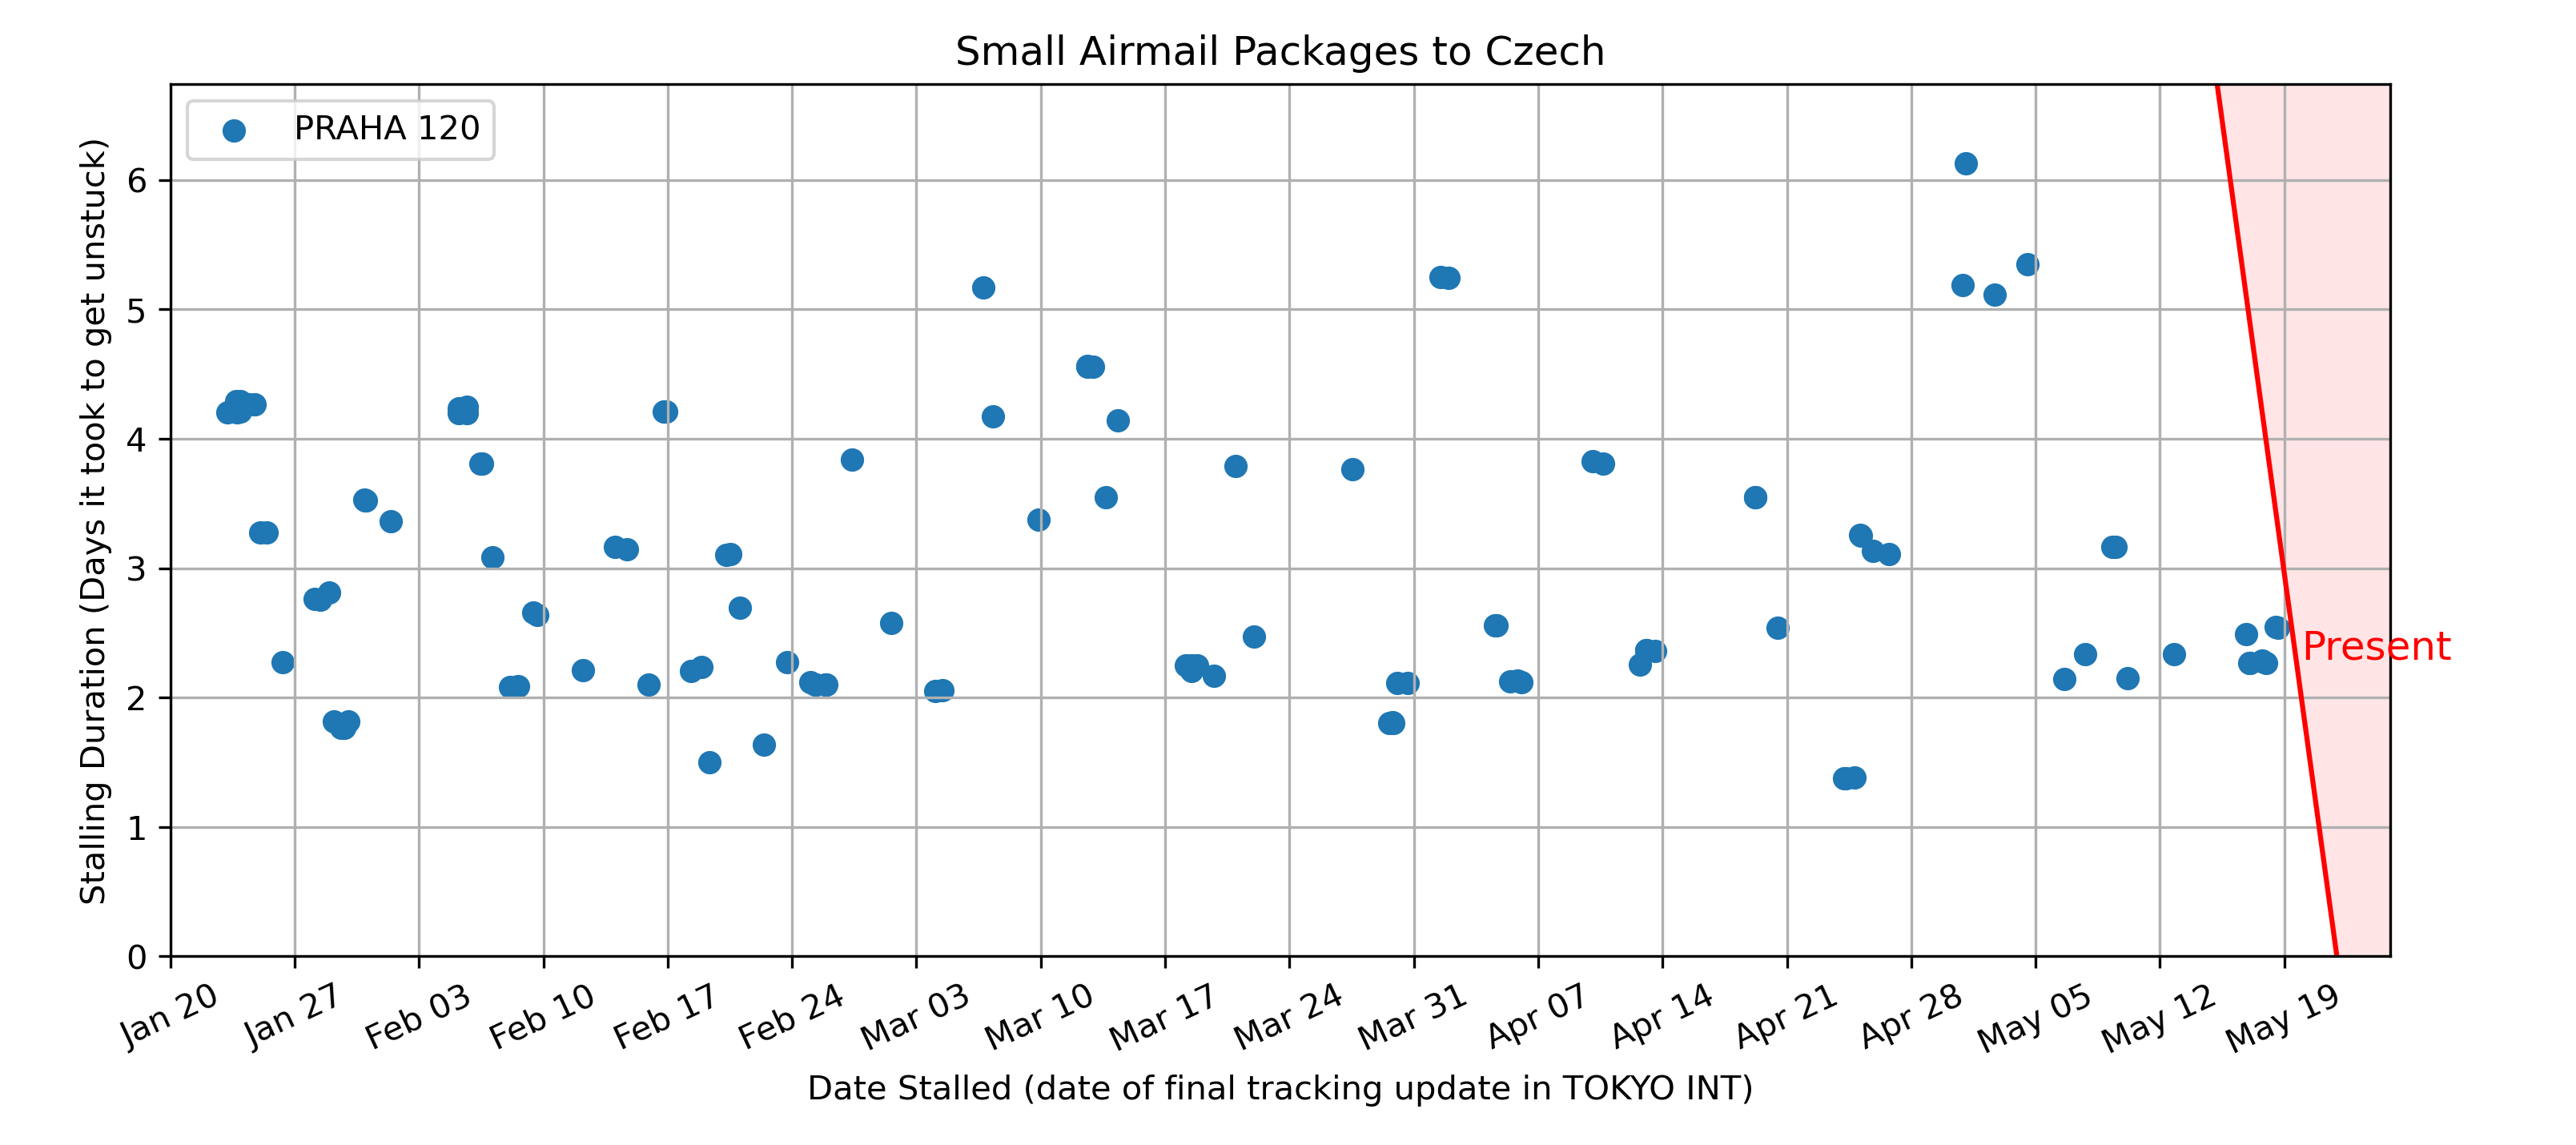 Small Airmail Packages to Czech
PRAHA 120
Stalling Duration (Days it took to get unstuck)
6
5
4
3
2
1
0
Present
Jan 20
Jan 27
Feb 03
Feb 10
Feb 17
Feb 24
Mar 03
Mar 10
Mar 17
Mar 24
Mar 31
Apr 07
Apr 14
Apr 21
Apr 28
May 05
May 12
May 19
Date Stalled (date of final tracking update in TOKYO INT)